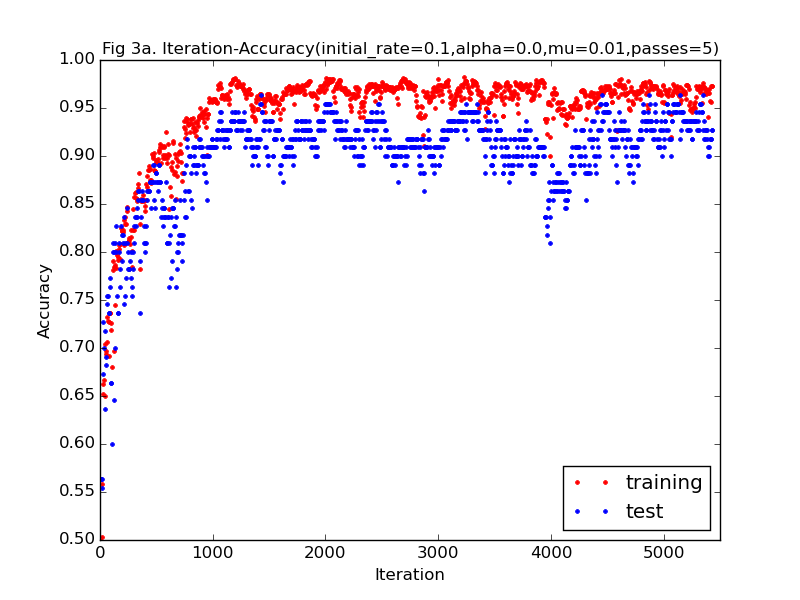 Fig 3a. Iteration-Accuracy(initial_rate=0.1,alpha=0.0,mu=0.01,passes=5)
1.00
0.95
0.90
0.85
0.80
0.75
0.70
0.65
0.60
0.55
0.50
Accuracy
training
test
0 1000 2000 3000 4000 5000
Iteration